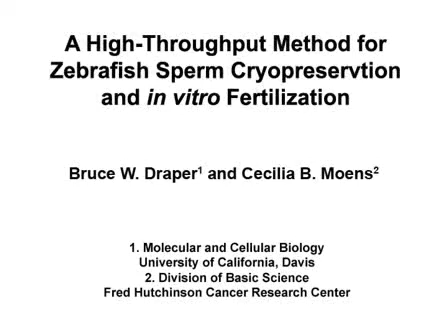 A High-Throughput Method for
Zebrafish Sperm Cryopreservtion
and in vitro Fertilization
Bruce W. Draper¹ and Cecilia B. Moens²
1. Molecular and Cellular Biology
University of California, Davis
2. Division of Basic Science
Fred Hutchinson Cancer Research Center